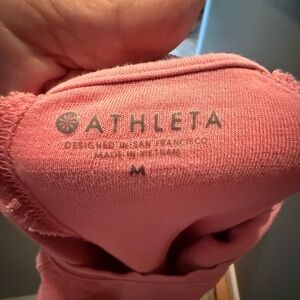 ATHLETA
DESIGNED IN SAN FRANCISCO
MADE IN VIETNAM
M